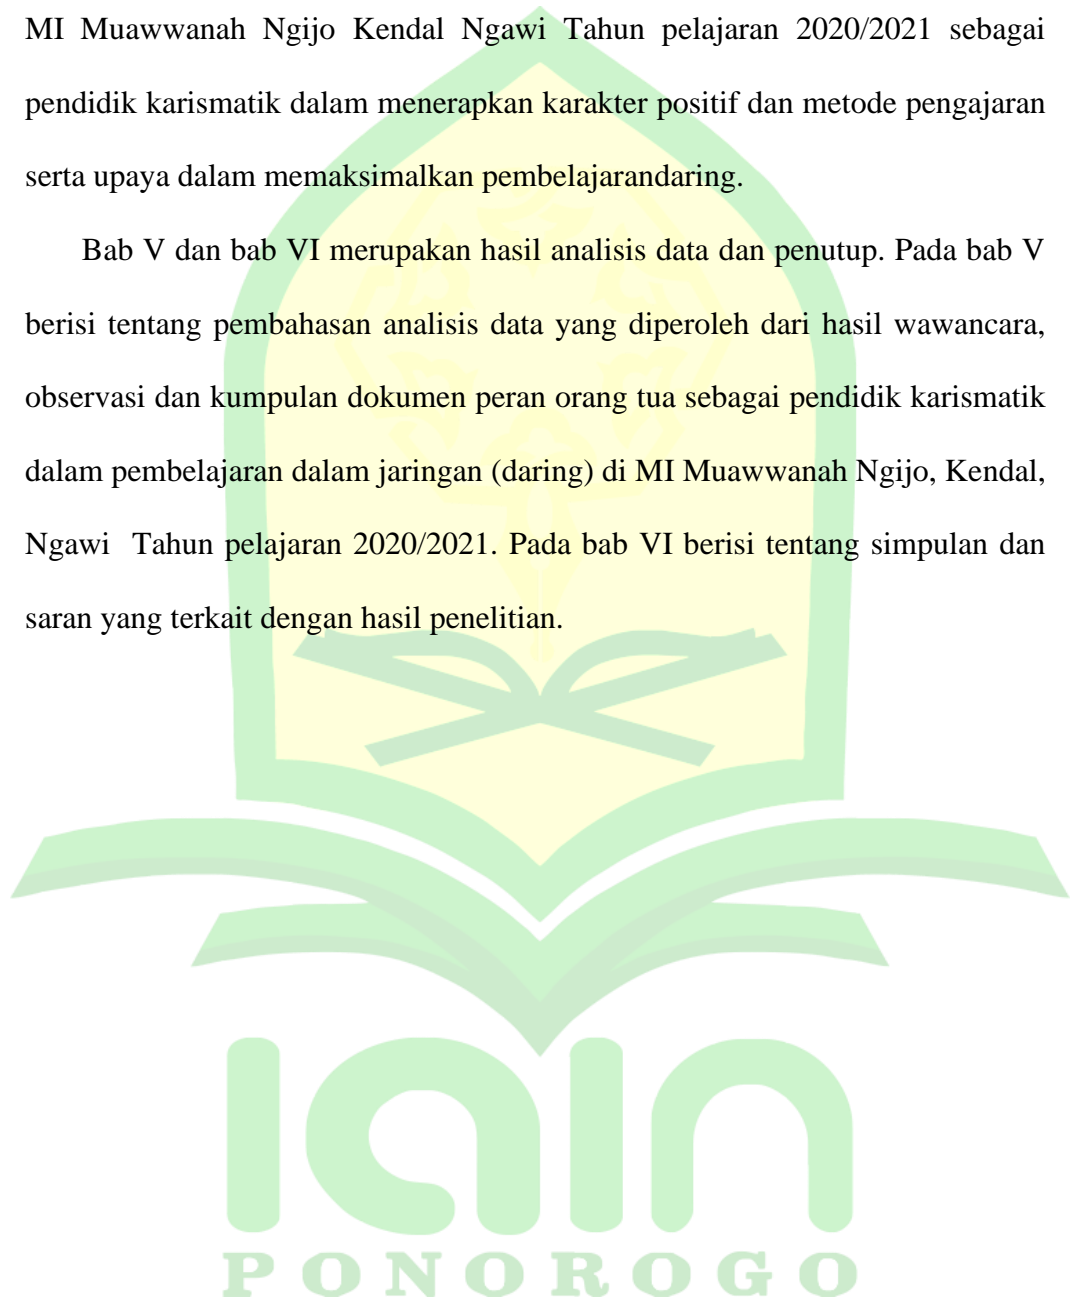 MI Muawwanah Ngijo Kendal Ngawi Tahun pelajaran 2020/2021 sebagai
pendidik karismatik dalam menerapkan karakter positif dan metode pengajaran
serta upaya dalam memaksimalkan pembelajarandaring.
Bab V dan bab VI merupakan hasil analisis data dan penutup. Pada bab V
berisi tentang pembahasan analisis data yang diperoleh dari hasil wawancara,
observasi dan kumpulan dokumen peran orang tua sebagai pendidik karismatik
dalam pembelajaran dalam jaringan (daring) di MI Muawwanah Ngijo, Kendal,
Ngawi Tahun pelajaran 2020/2021. Pada bab VI berisi tentang simpulan dan
saran yang terkait dengan hasil penelitian.
IAIN
PONOROGO